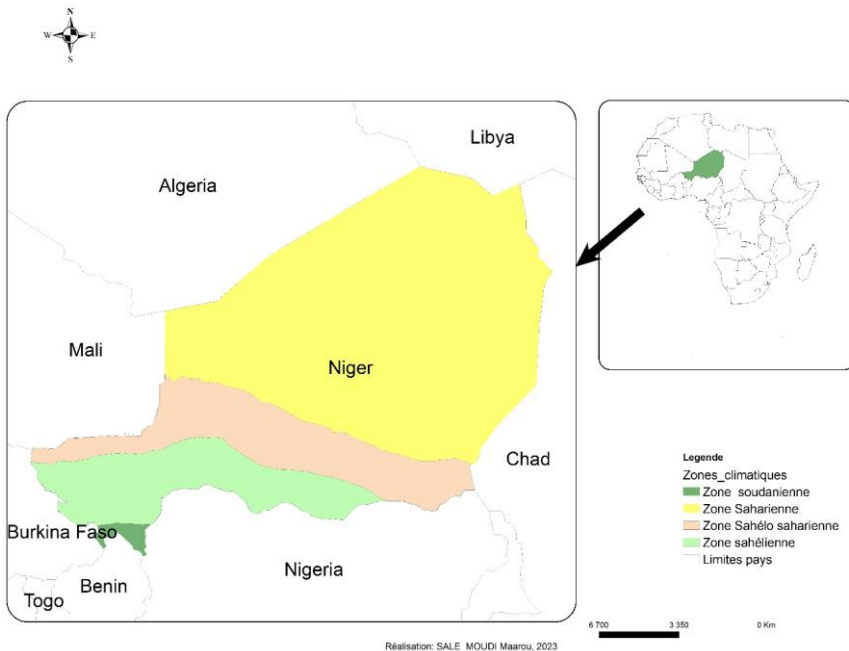 N
W E
S
Libya
Algeria
Mali
Niger
Chad
Burkina Faso
Benin
Nigeria
Togo
Legende
Zones_climatiques
Zone soudanienne
Zone Saharienne
Zone Sahélo saharienne
Zone sahélienne
Limites pays
6 700 3 350 0 Km
Réalisation: SALE MOUDI Maarou, 2023